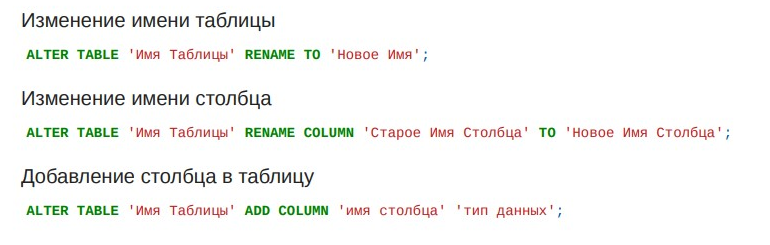 Изменение имени таблицы
ALTER TABLE 'Имя Таблицы' RENAME TO 'Новое Имя';
Изменение имени столбца
ALTER TABLE 'Имя Таблицы' RENAME COLUMN 'Старое Имя Столбца' TO 'Новое Имя Столбца';
Добавление столбца в таблицу
ALTER TABLE 'Имя Таблицы' ADD COLUMN 'имя столбца' 'тип данных';